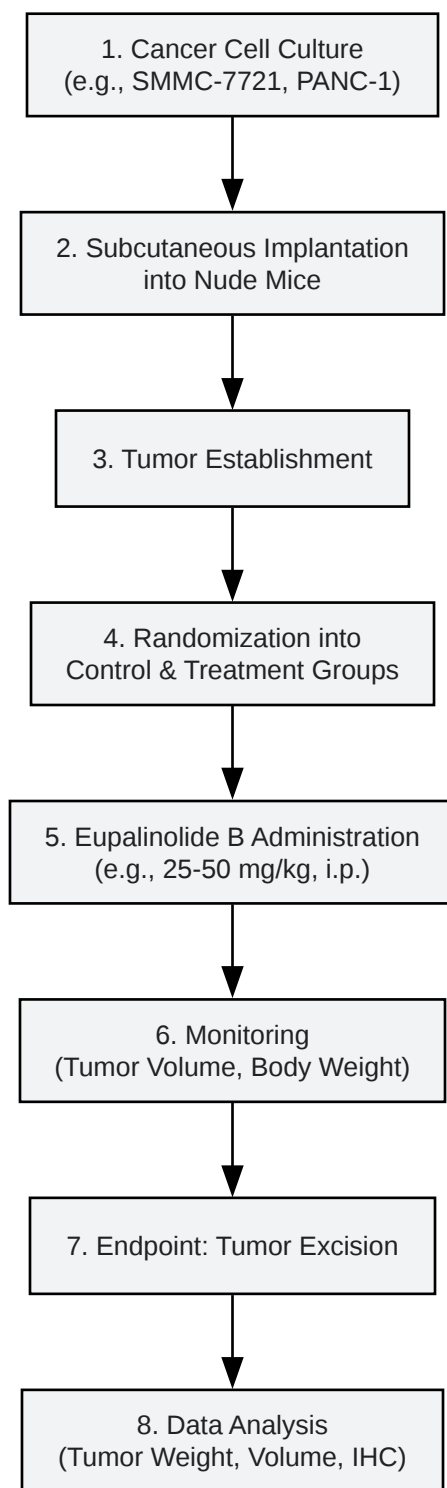 1. Cancer Cell Culture
(e.g., SMMC-7721, PANC-1)
2. Subcutaneous Implantation
into Nude Mice
3. Tumor Establishment
4. Randomization into
Control & Treatment Groups
5. Eupalinolide B Administration
(e.g., 25-50 mg/kg, i.p.)
6. Monitoring
(Tumor Volume, Body Weight)
7. Endpoint: Tumor Excision
8. Data Analysis
(Tumor Weight, Volume, IHC)